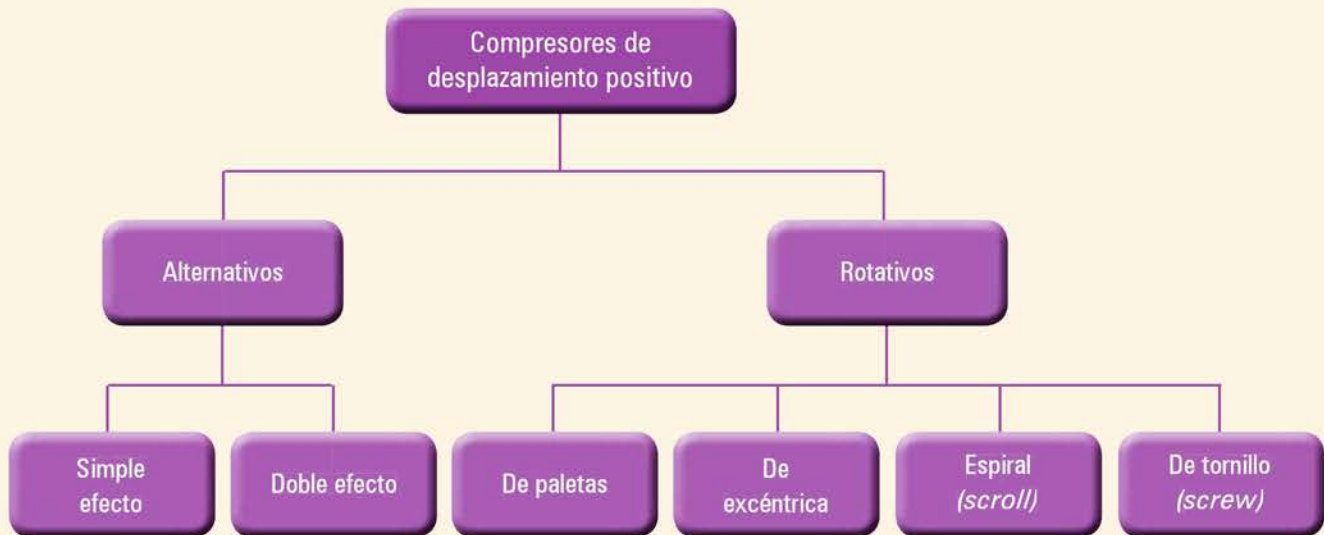 Compresores de
desplazamiento positivo
Alternativos
Rotativos
Simple
efecto
Doble efecto
De paletas
De
excéntrica
Espiral
(scroll)
De tornillo
(screw)